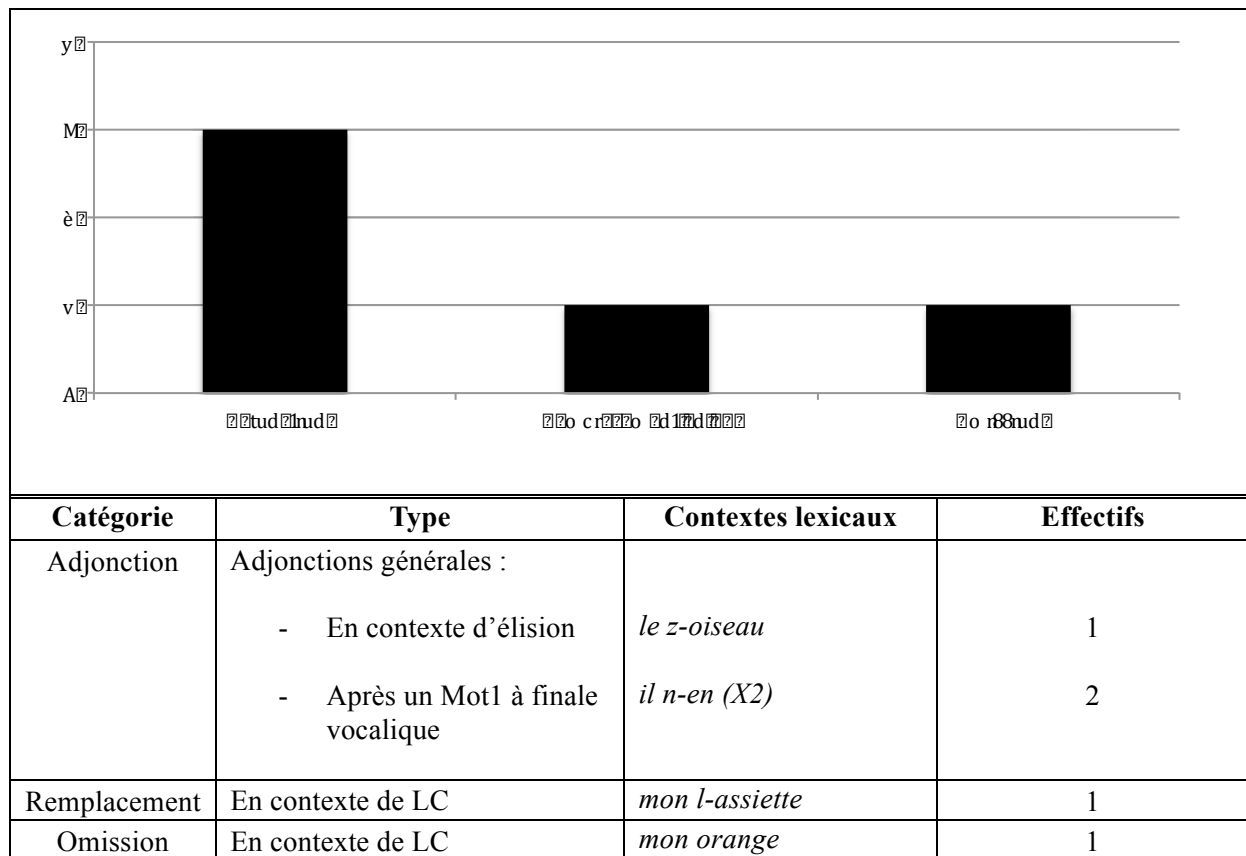 Catégorie Type Contextes lexicaux Effectifs
Adjonction Adjonctions générales :
- En contexte d’élision le z-oiseau 1
- Après un Mot1 à finale vocalique il n-en (X2) 2
Remplacement En contexte de LC mon l-assiette 1
Omission En contexte de LC mon orange 1